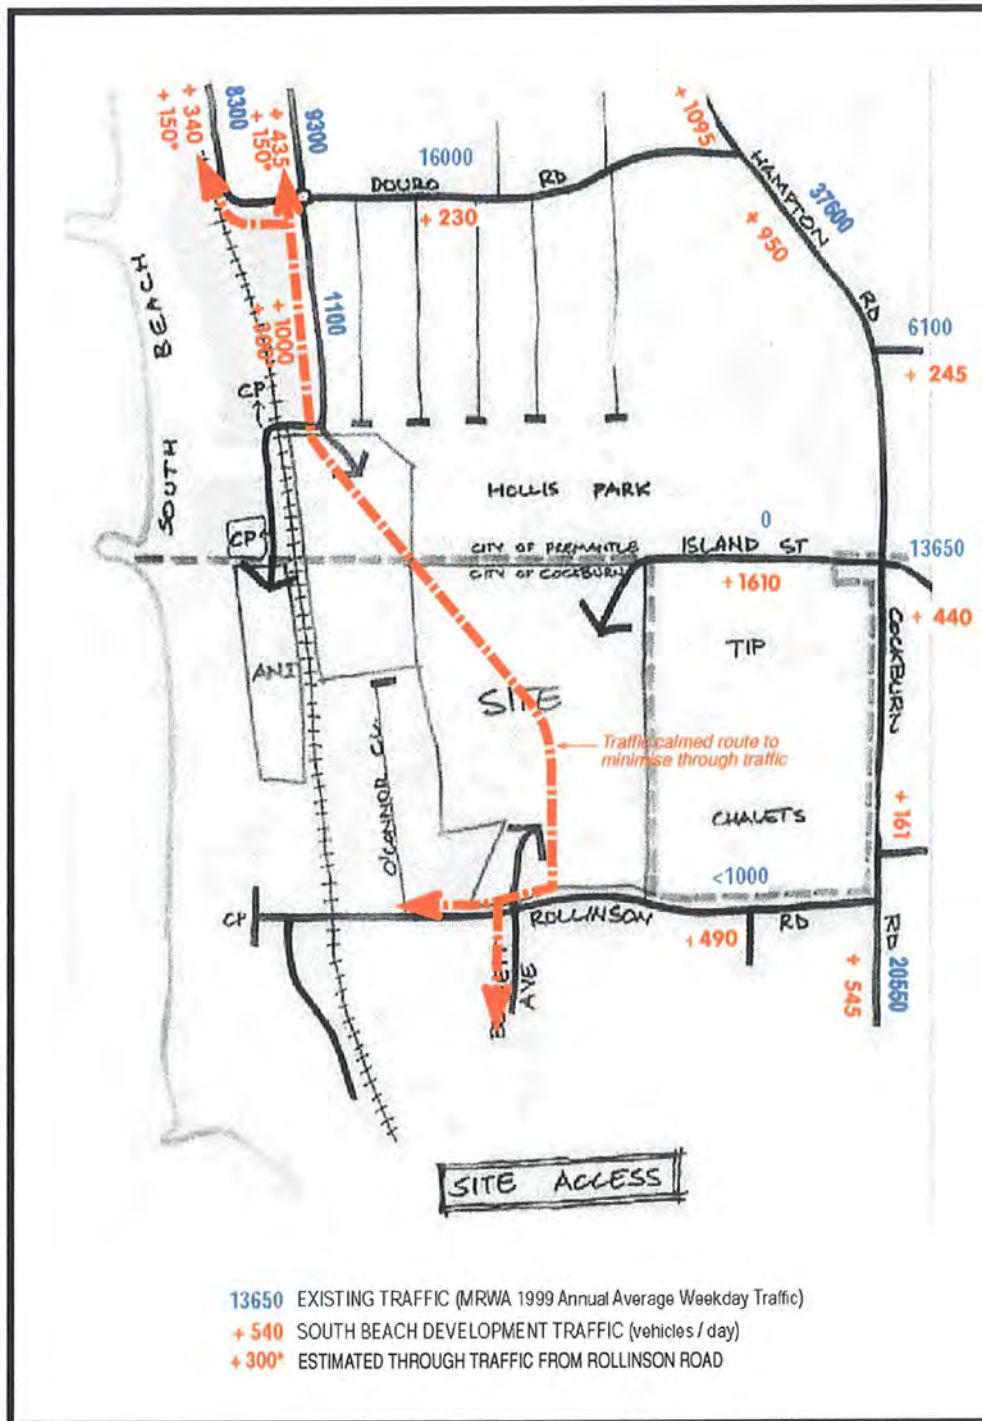 + 340
+ 150*
8300
+ 435
+ 150*
9300
16000
DOURO RD
+ 230
+ 1095
HAMPTON RD
37600
+ 950
6100
+ 245
SOUTH BEACH
1100
+ 1000
CP
HOLLIS PARK
0
CP
CITY OF FREMANTLE
CITY OF COCKBURN
ISLAND ST
13650
+ 1610
+ 440
ANI
SITE
TIP
COCKBURN RD
O'CONNOR CL
Traffic calmed route to
minimise through traffic
CHALETS
+ 161
<1000
CP
ROLLINSON RD
+ 490
AVE
20550
+ 545
SITE ACCESS
13650 EXISTING TRAFFIC (MRWA 1999 Annual Average Weekday Traffic)
+ 540 SOUTH BEACH DEVELOPMENT TRAFFIC (vehicles / day)
+ 300* ESTIMATED THROUGH TRAFFIC FROM ROLLINSON ROAD